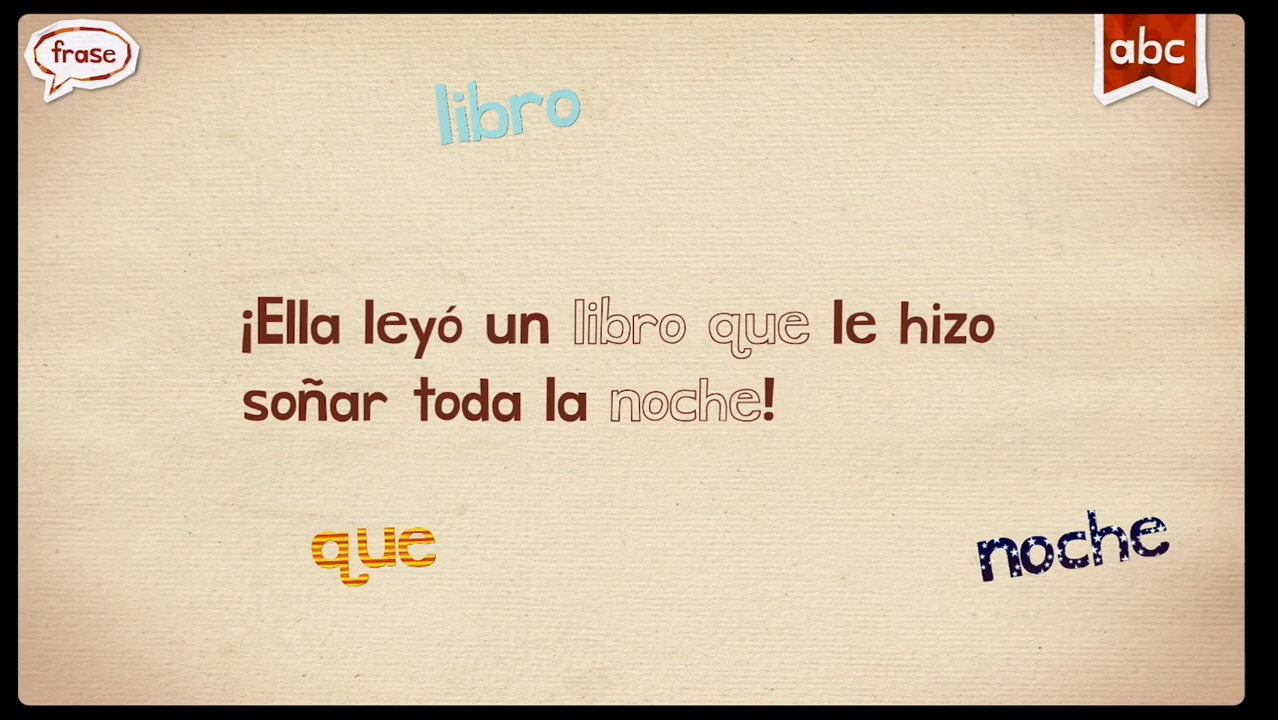 frase
abc
libro
¡Ella leyó un libro que le hizo
soñar toda la noche!
que
noche